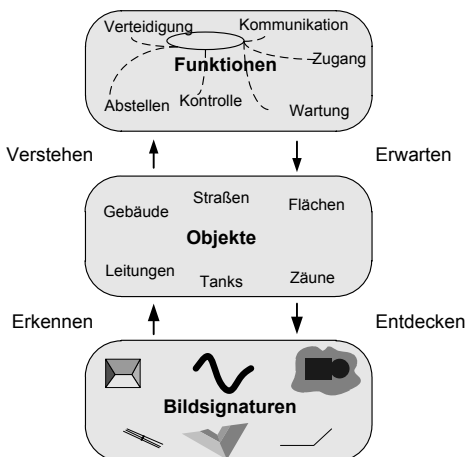 Verteidigung Kommunikation
Funktionen Zugang
Abstellen Kontrolle Wartung
Verstehen Erwarten
Gebäude Straßen Flächen
Objekte
Leitungen Tanks Zäune
Erkennen Entdecken
Bildsignaturen